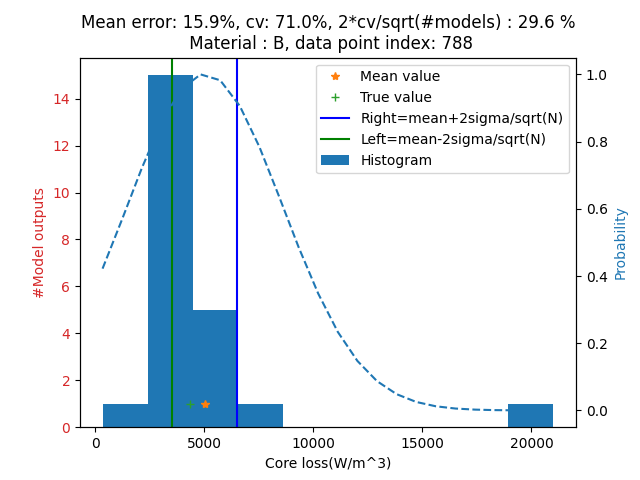 Mean error: 15.9%, cv: 71.0%, 2*cv/sqrt(#models) : 29.6 %
Material : B, data point index: 788
Mean value
True value
Right=mean+2sigma/sqrt(N)
Left=mean-2sigma/sqrt(N)
Histogram
#Model outputs
14
12
10
8
6
4
2
0
1.0
0.8
0.6
0.4
0.2
0.0
Probability
0
5000
10000
15000
20000
Core loss(W/m^3)